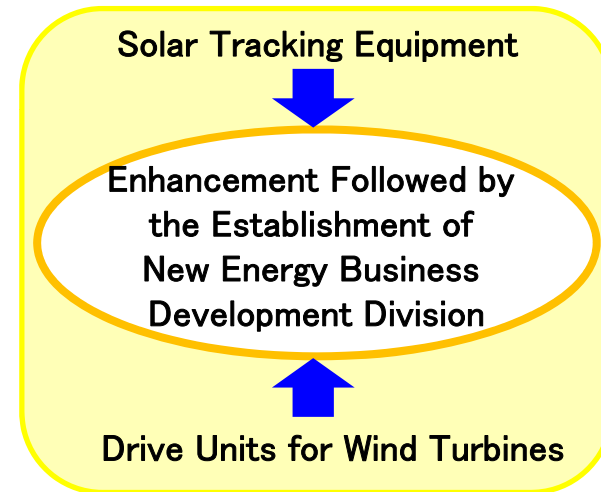 Solar Tracking Equipment
Enhancement Followed by
the Establishment of
New Energy Business
Development Division
Drive Units for Wind Turbines